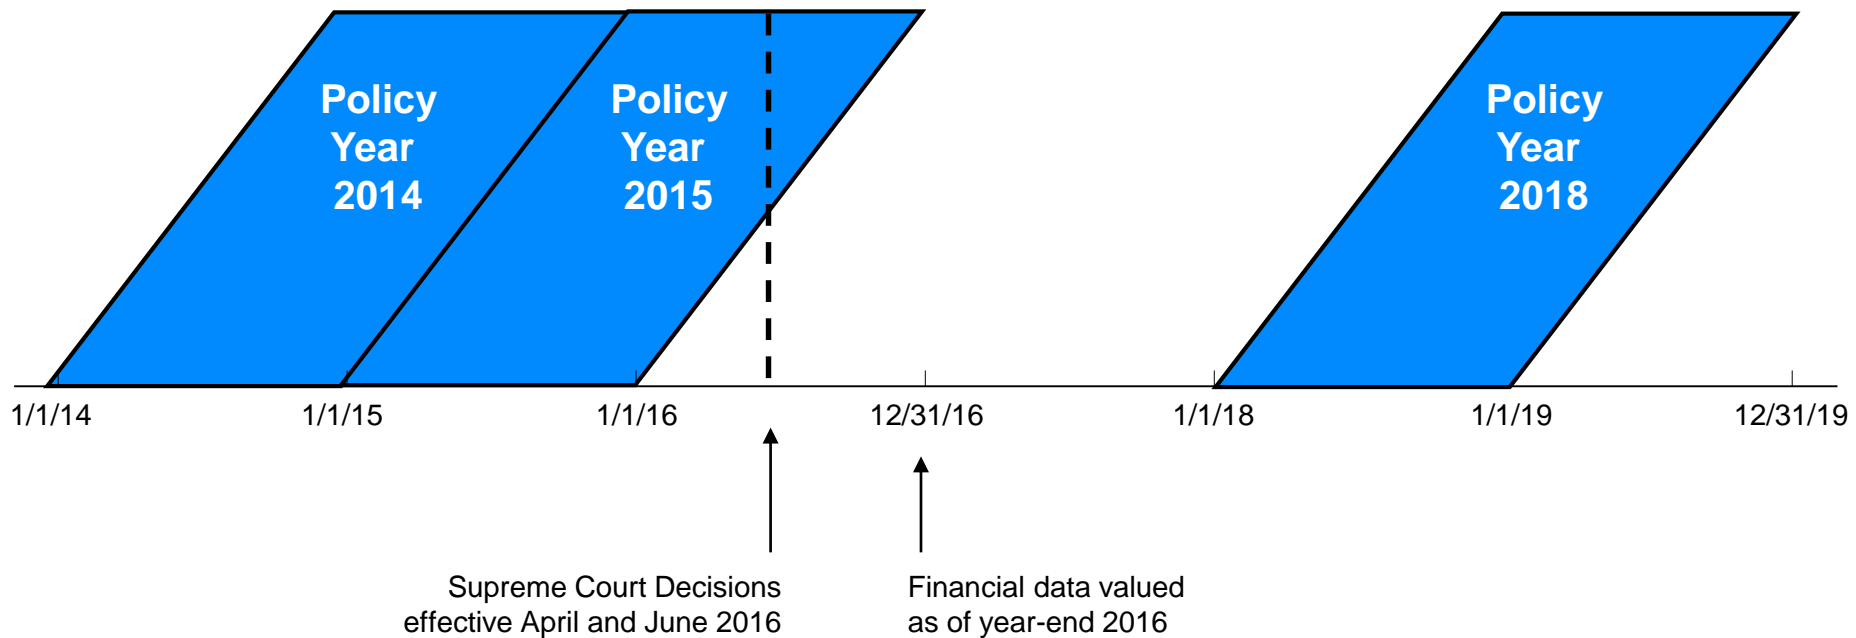 Policy
Year
2014
Policy
Year
2015
Policy
Year
2018
1/1/14
1/1/15
1/1/16
12/31/16
1/1/18
1/1/19
12/31/19
Supreme Court Decisions
effective April and June 2016
Financial data valued
as of year-end 2016